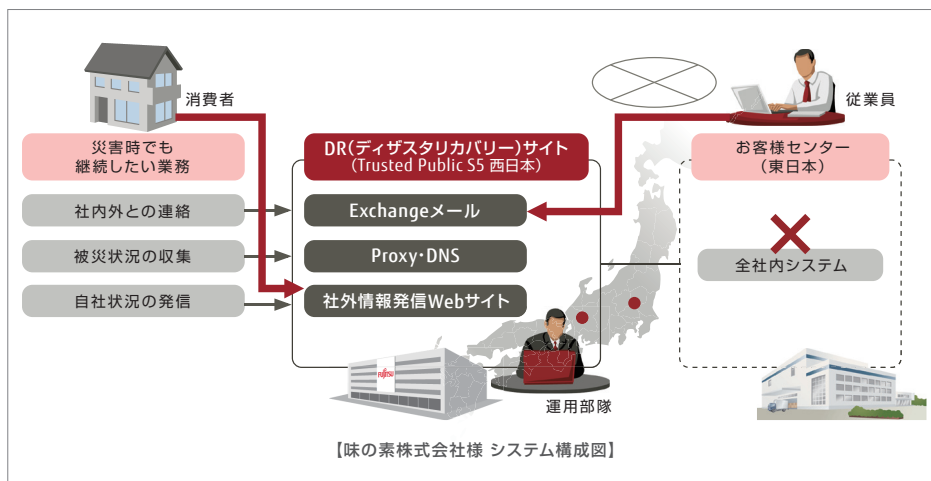 消費者
従業員
災害時でも
継続したい業務
DR(ディザスタリカバリー)サイト
(Trusted Public S5 西日本)
お客様センター
(東日本)
社内外との連絡
Exchangeメール
被災状況の収集
Proxy・DNS
全社内システム
自社状況の発信
社外情報発信Webサイト
FUJITSU
運用部隊
【味の素株式会社様 システム構成図】